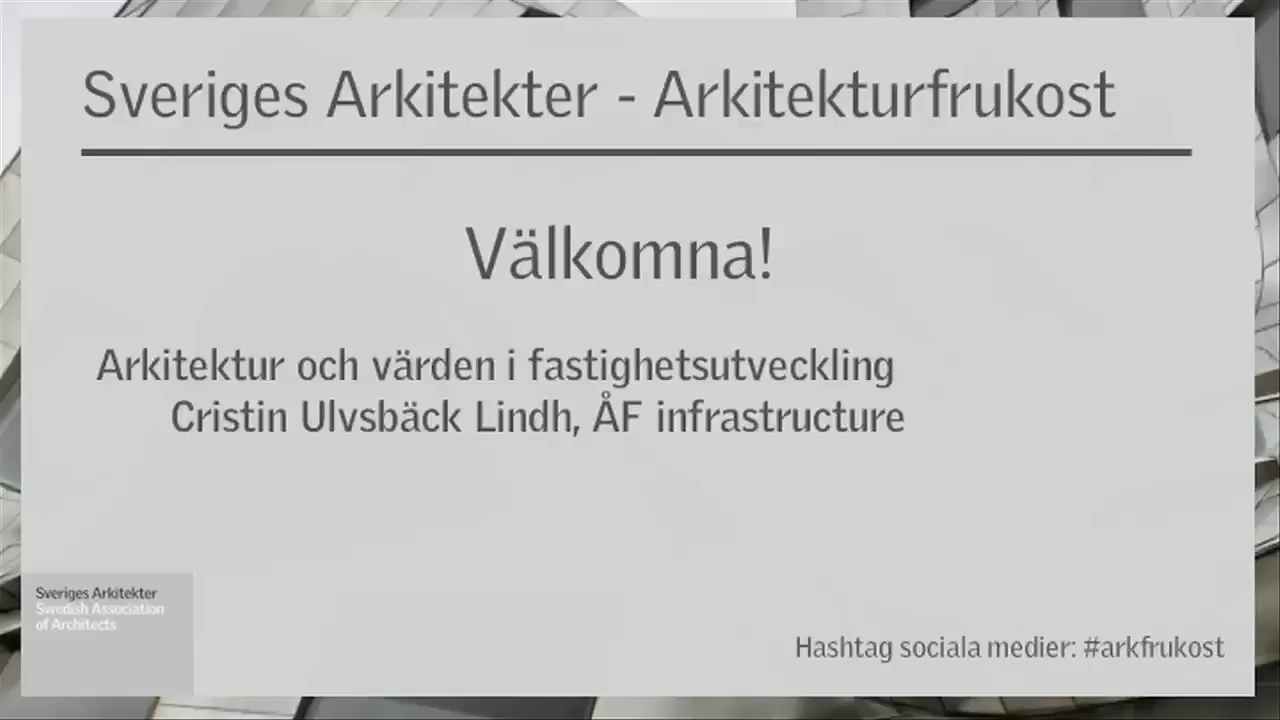 Sveriges Arkitekter - Arkitekturfrukost
Välkomna!
Arkitektur och värden i fastighetsutveckling
Cristin Ulvsbäck Lindh, ÅF infrastructure
Sveriges Arkitekter
Swedish Association
of Architects
Hashtag sociala medier: #arkfrukost